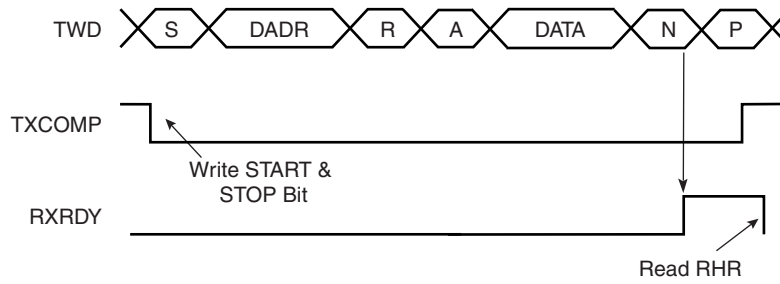 TWD S DADR R A DATA N P
TXCOMP
Write START &
STOP Bit
RXRDY
Read RHR